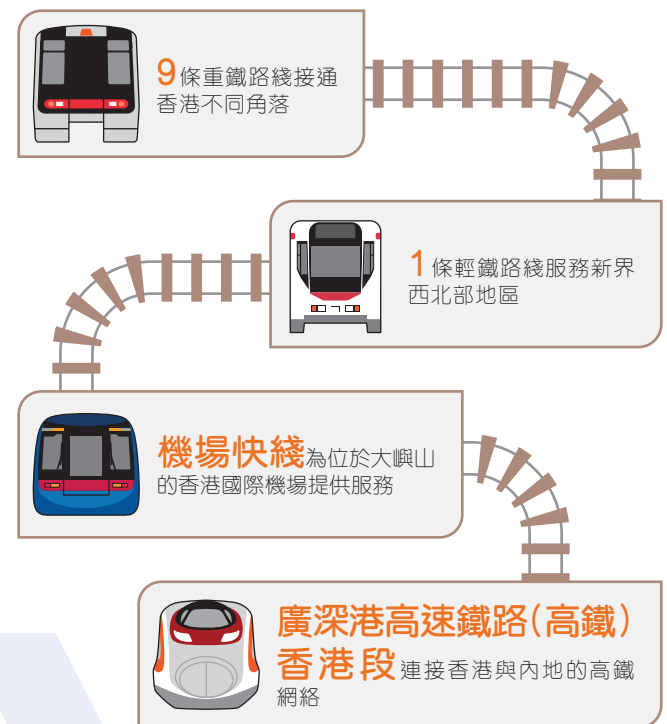 9條重鐵路綫接通
香港不同角落
1條輕鐵路綫服務新界
西北部地區
機場快綫為位於大嶼山
的香港國際機場提供服務
廣深港高速鐵路(高鐵)
香港段連接香港與內地的高鐵
網絡